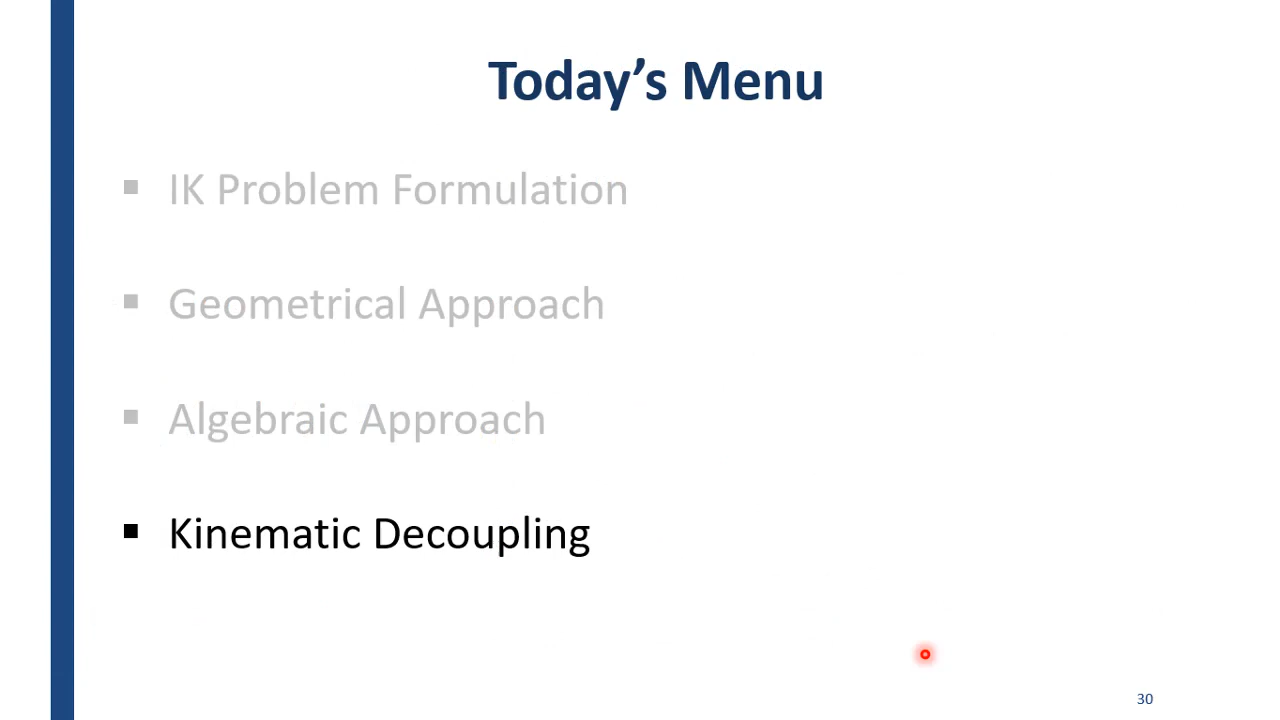 Today’s Menu
▪ IK Problem Formulation
▪ Geometrical Approach
▪ Algebraic Approach
▪ Kinematic Decoupling
30